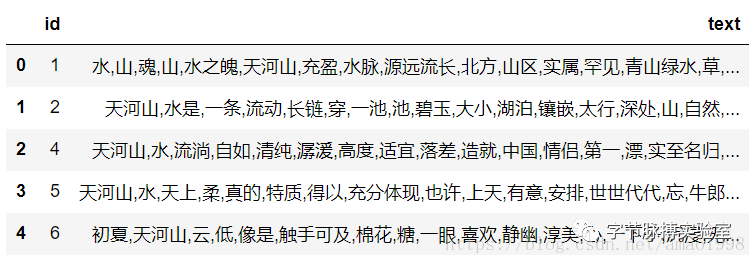 id text
0 1 水,山,魂,山,水之魄,天河山,充盈,水脉,源远流长,北方,山区,实属,罕见,青山绿水,草,...
1 2 天河山,水是,一条,流动,长链,穿,一池,池,碧玉,大小,湖泊,镶嵌,太行,深处,山,自然,...
2 4 天河山,水,流淌,自如,清纯,潺湲,高度,适宜,落差,造就,中国,情侣,第一,漂,实至名归,...
3 5 天河山,水,天上,柔,真的,特质,得以,充分体现,也许,上天,有意,安排,世世代代,忘,牛郎...
4 6 初夏,天河山,云,低,像是,触手可及,棉花,糖,一眼,喜欢,静幽,淳美,
字节脉搏实验室
https://blog.csdn.net/amao1998